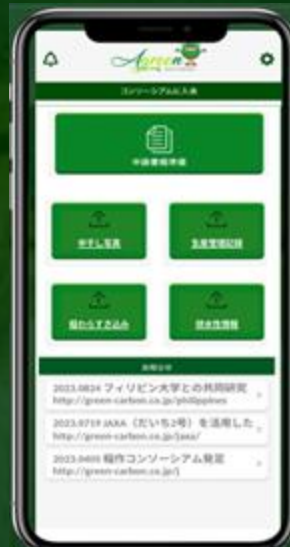 Agreen
コンソーシアムに入会
申請書類準備
中干し写真
生産管理記録
稲わらすき込み
排水性情報
お知らせ
2023.0824 フィリピン大学との共同研究
http://green-carbon.co.jp/philippines
2023.0719 JAXA（だいち2号）を活用した
http://green-carbon.co.jp/jaxa/
2023.0403 稲作コンソーシアム発足
http://green-carbon.co.jp/j